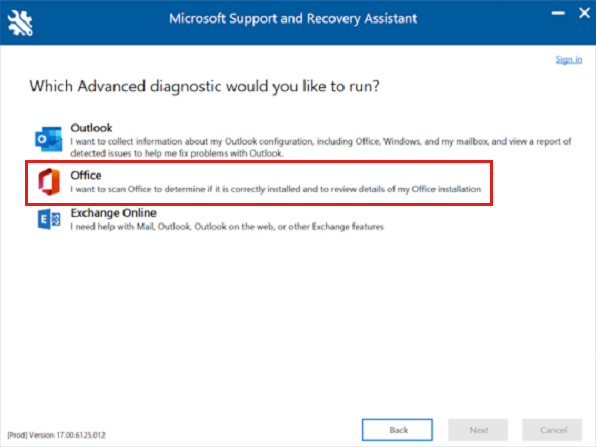 Microsoft Support and Recovery Assistant
Sign in
Which Advanced diagnostic would you like to run?
Outlook
I want to collect information about my Outlook configuration, including Office, Windows, and my mailbox, and view a report of
detected issues to help me fix problems with Outlook.
Office
I want to scan Office to determine if it is correctly installed and to review details of my Office installation
Exchange Online
I need help with Mail, Outlook, Outlook on the web, or other Exchange features
[Prod] Version 17.00.6125.012
Back
Next
Cancel